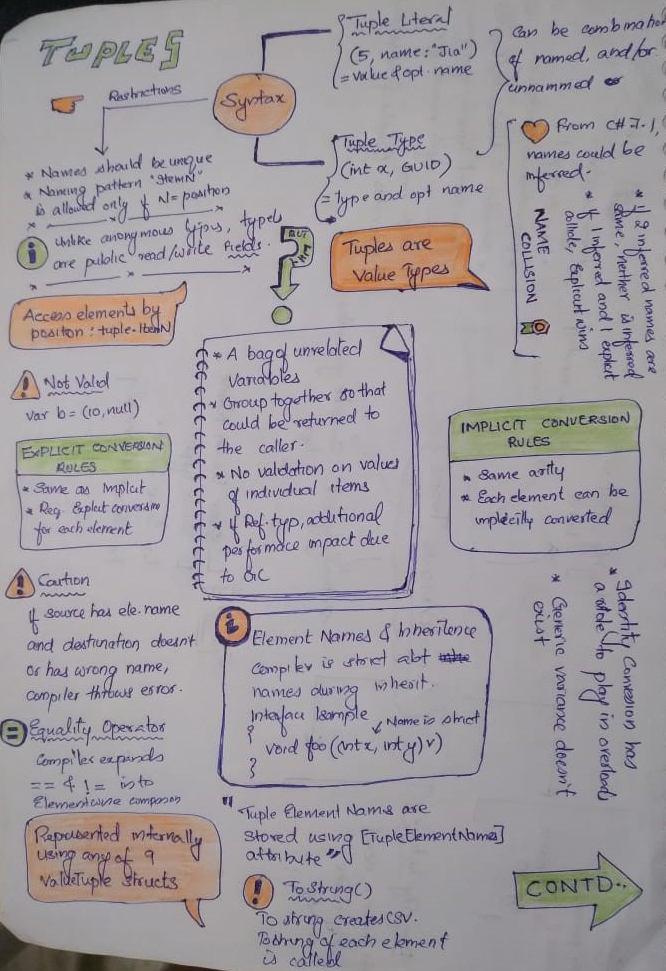 TUPLES
Restrictions
Syntax
Tuple Literal
(5, name: "Jia")
= value & opt. name
Can be combination
of named, and/or
unnammed
Tuple Type
(int x, GUID)
= type and opt name
* Names should be unique
* Naming pattern "ItemN"
is allowed only if N= position
i Unlike anonymous types, types
are public read/write Fields.
BUT
Tuples are
Value Types
From C# 7.1,
names could be
inferred.
NAME
COLLISION
* If 2 inferred names are
same, neither is inferred
* If 1 inferred and 1 explicit
collide, Explicit wins
Access elements by
position : tuple.ItemN
! Not Valid
var b = (10, null)
EXPLICIT CONVERSION
RULES
* Same as Implicit
* Req. Explicit conversion
for each element
* A bag of unrelated
variables
* Group together so that
could be returned to
the caller.
* No validation on values
of individual items
* if Ref. typ, additional
performace impact due
to GC
IMPLICIT CONVERSION
RULES
* Same arity
* Each element can be
implicitly converted
* Identity Conversion has
a role to play in overloads
* Generic variance doesn't
exist
! Caution
If source has ele. name
and destination doesn't
or has wrong name,
compiler throws error.
= Equality Operator
Compiler expands
== & != into
Elementwise comparison
Represented internally
using any of 9
ValueTuple Structs
i Element Names & Inheritence
Compiler is strict abt
names during inherit.
Interface Isample
Name is strict
{
void foo ((int x, int y) v)
}
" Tuple Element Names are
stored using [TupleElementNames]
attribute "
! ToString()
To string creates CSV.
ToString of each element
is called
CONTD..